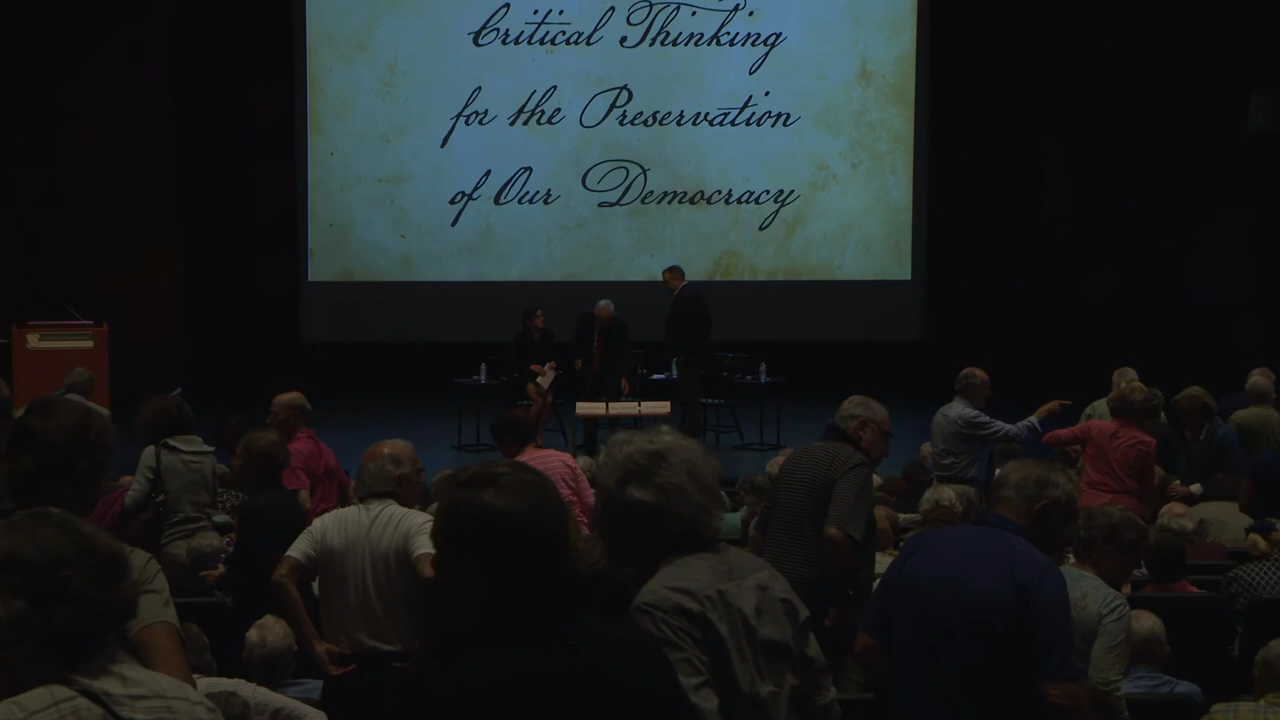 Critical Thinking
for the Preservation
of Our Democracy